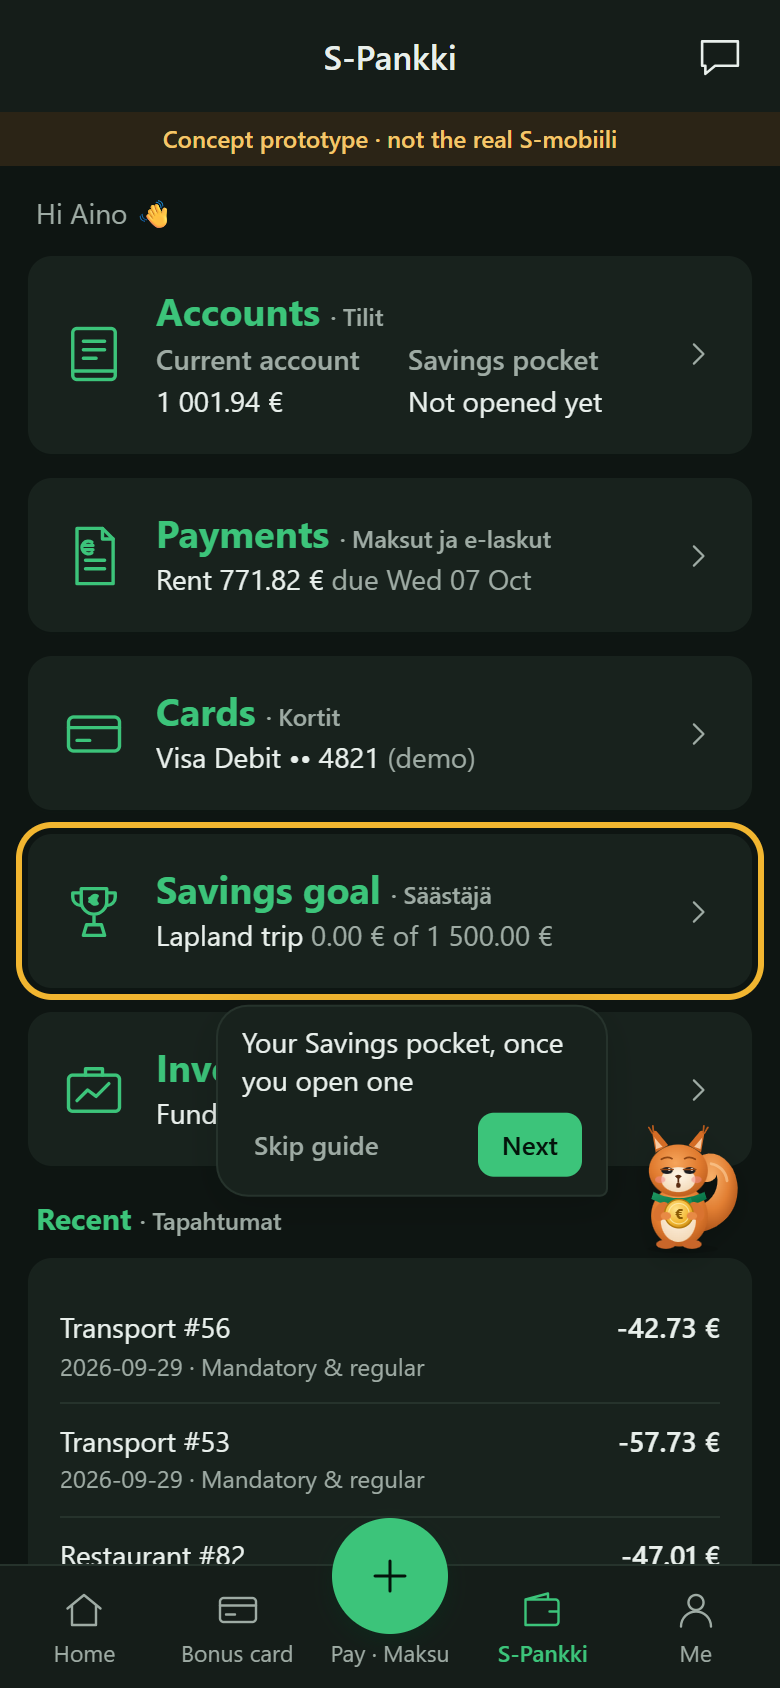 S-Pankki
Concept prototype · not the real S-mobiili
Hi Aino 👋
Accounts · Tilit
Current account Savings pocket
1 001.94 € Not opened yet
Payments · Maksut ja e-laskut
Rent 771.82 € due Wed 07 Oct
Cards · Kortit
Visa Debit •• 4821 (demo)
Savings goal · Säästäjä
Lapland trip 0.00 € of 1 500.00 €
Your Savings pocket, once
you open one
Skip guide Next
Recent · Tapahtumat
Transport #56 -42.73 €
2026-09-29 · Mandatory & regular
Transport #53 -57.73 €
2026-09-29 · Mandatory & regular
Restaurant #82 -47.01 €
Home Bonus card Pay · Maksu S-Pankki Me